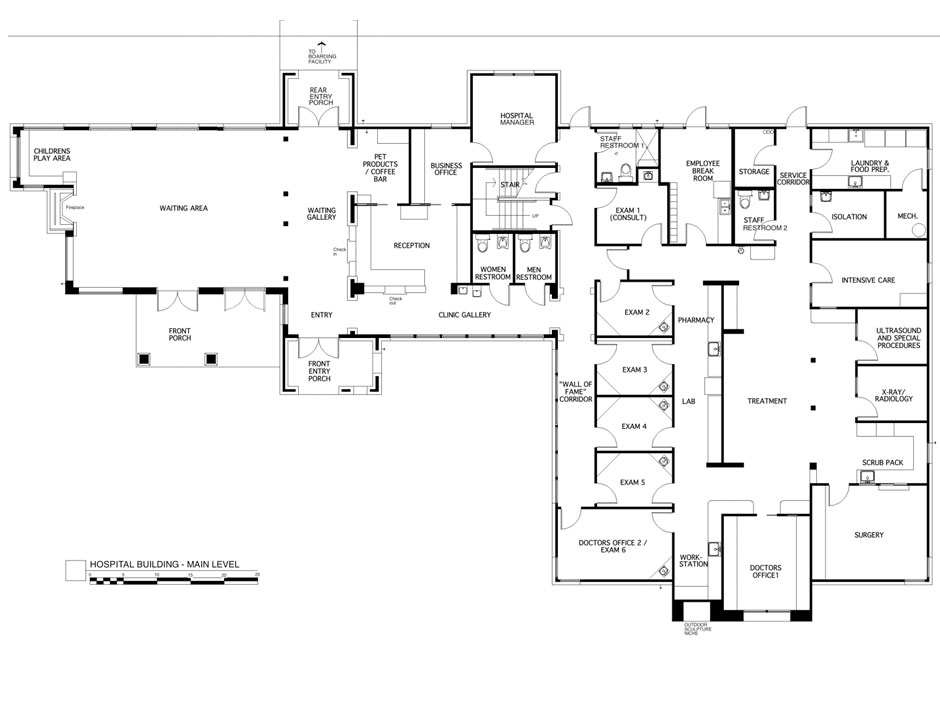 TO
BOARDING
FACILITY
REAR
ENTRY
PORCH
HOSPITAL
MANAGER
CHILDRENS
PLAY AREA
PET
PRODUCTS
/ COFFEE
BAR
BUSINESS
OFFICE
STAIR
UP
STAFF
RESTROOM 1
EMPLOYEE
BREAK
ROOM
STORAGE
SERVICE
CORRIDOR
LAUNDRY &
FOOD PREP.
Fireplace
WAITING AREA
WAITING
GALLERY
EXAM 1
(CONSULT)
STAFF
RESTROOM 2
ISOLATION
MECH.
Check
in
RECEPTION
WOMEN
RESTROOM
MEN
RESTROOM
INTENSIVE CARE
Check
out
ENTRY
CLINIC GALLERY
EXAM 2
PHARMACY
FRONT
PORCH
ULTRASOUND
AND SPECIAL
PROCEDURES
FRONT
ENTRY
PORCH
EXAM 3
"WALL OF
FAME"
CORRIDOR
LAB
TREATMENT
X-RAY/
RADIOLOGY
EXAM 4
SCRUB PACK
EXAM 5
DOCTORS OFFICE 2 /
EXAM 6
SURGERY
WORK-
STATION
DOCTORS
OFFICE1
HOSPITAL BUILDING - MAIN LEVEL
0 5 10 15 20 25
OUTDOOR
SCULPTURE
NICHE